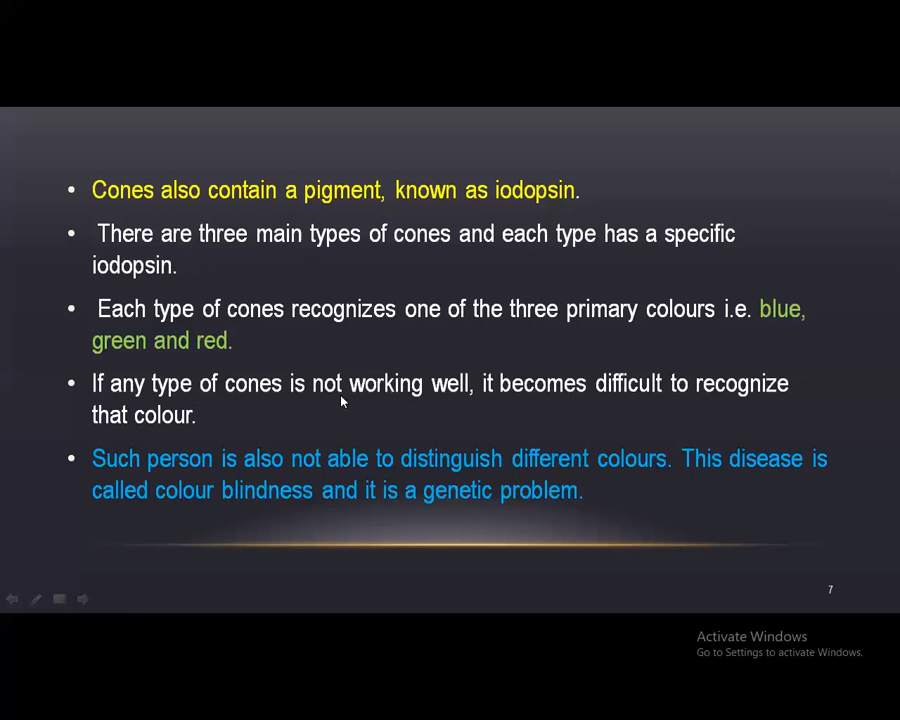 • Cones also contain a pigment, known as iodopsin.
• There are three main types of cones and each type has a specific
iodopsin.
• Each type of cones recognizes one of the three primary colours i.e. blue,
green and red.
• If any type of cones is not working well, it becomes difficult to recognize
that colour.
• Such person is also not able to distinguish different colours. This disease is
called colour blindness and it is a genetic problem.
7
Activate Windows
Go to Settings to activate Windows.